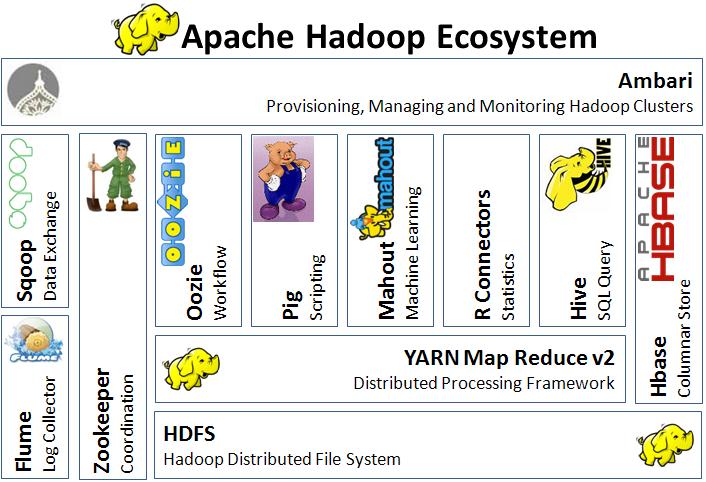 Apache Hadoop Ecosystem
Ambari
Provisioning, Managing and Monitoring Hadoop Clusters
sqoop
Sqoop
Data Exchange
Zookeeper
Coordination
OOZIE
Oozie
Workflow
Pig
Scripting
mahout
Mahout
Machine Learning
R Connectors
Statistics
HIVE
Hive
SQL Query
APACHE
HBASE
Hbase
Columnar Store
FLUME
Flume
Log Collector
YARN Map Reduce v2
Distributed Processing Framework
HDFS
Hadoop Distributed File System